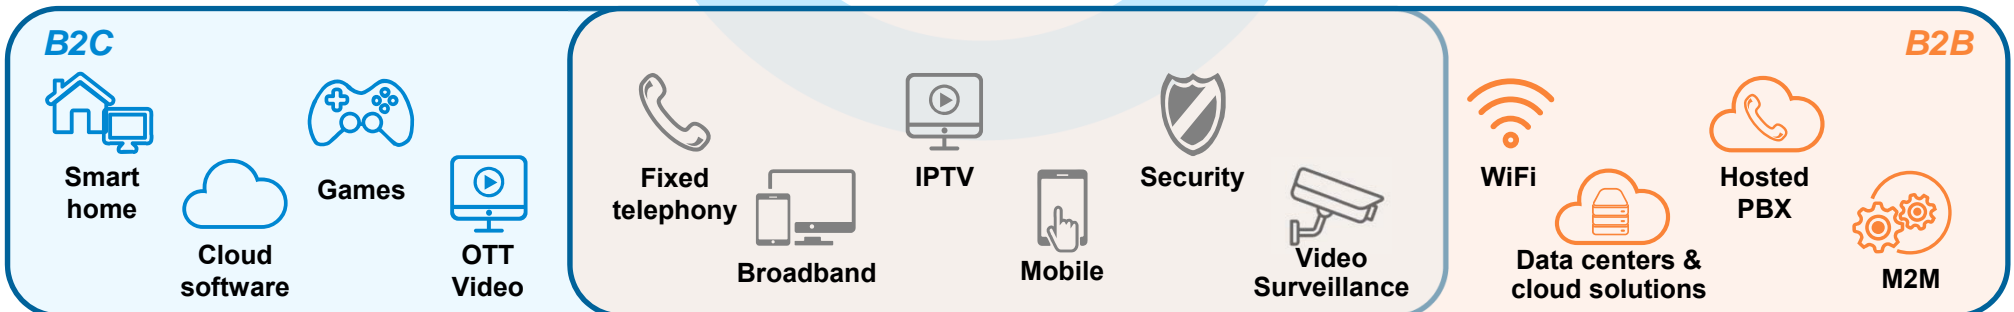 B2C
B2B
Smart
home
Cloud
software
Games
OTT
Video
Fixed
telephony
Broadband
IPTV
Mobile
Security
Video
Surveillance
WiFi
Data centers &
cloud solutions
Hosted
PBX
M2M